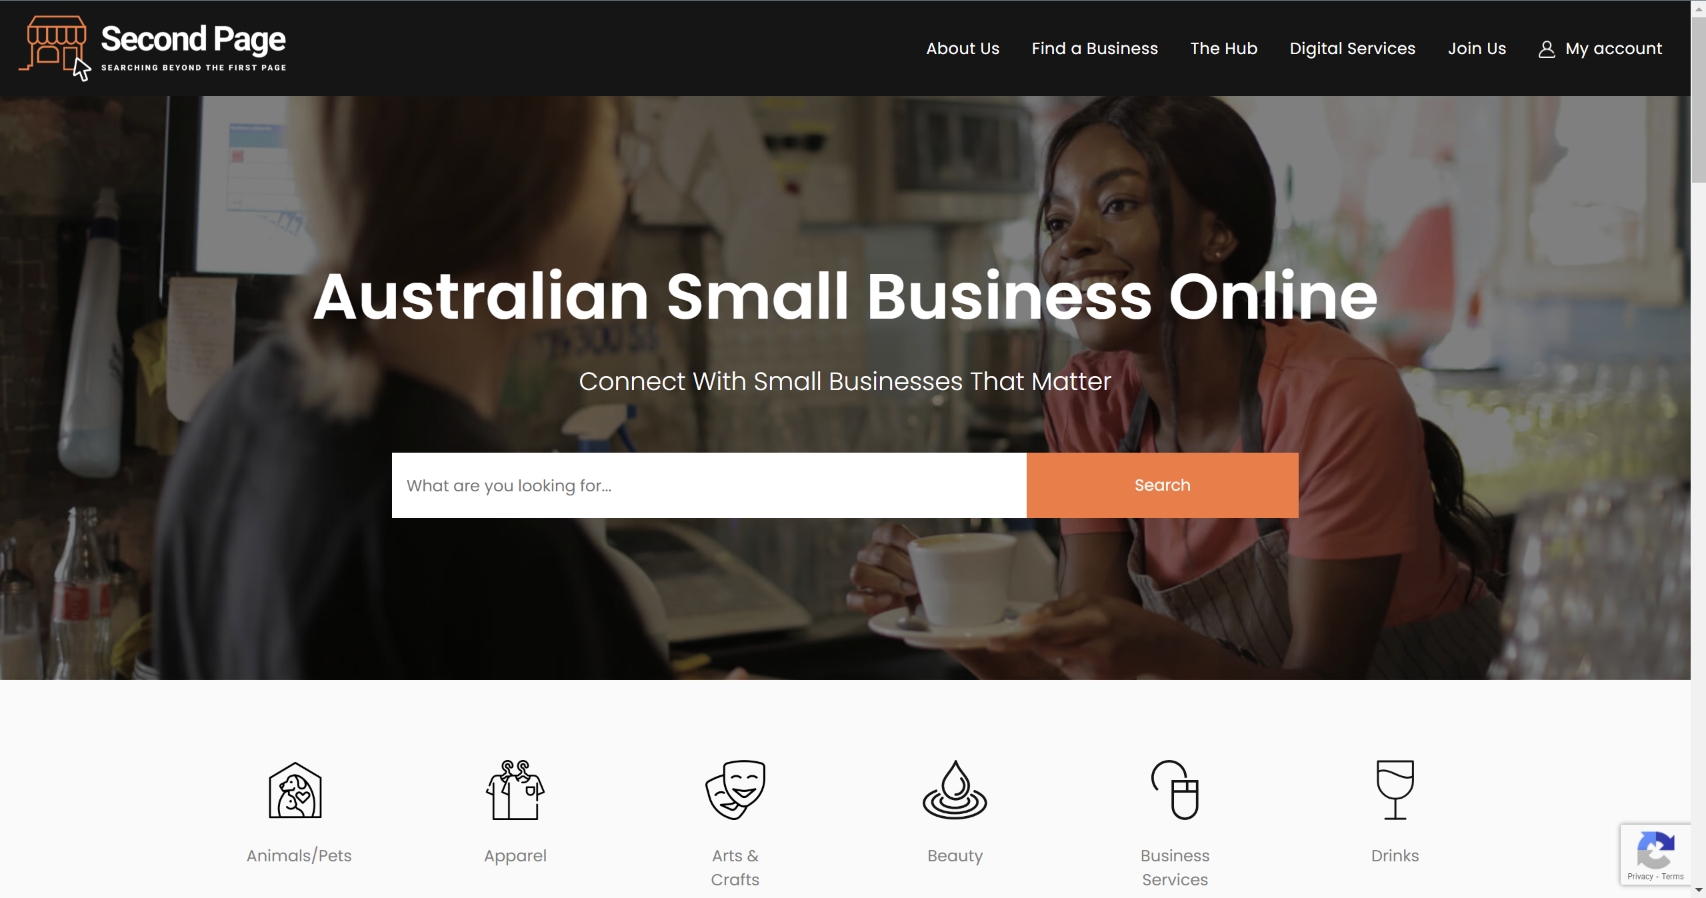 Second Page
SEARCHING BEYOND THE FIRST PAGE
About Us
Find a Business
The Hub
Digital Services
Join Us
My account
Australian Small Business Online
Connect With Small Businesses That Matter
What are you looking for...
Search
Animals/Pets
Apparel
Arts &
Crafts
Beauty
Business
Services
Drinks
Privacy - Terms